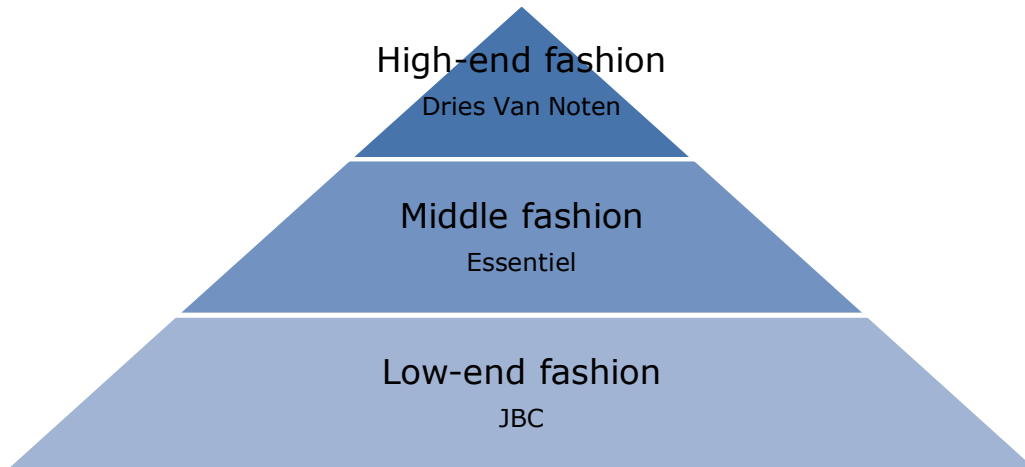 High-end fashion
Dries Van Noten
Middle fashion
Essentiel
Low-end fashion
JBC